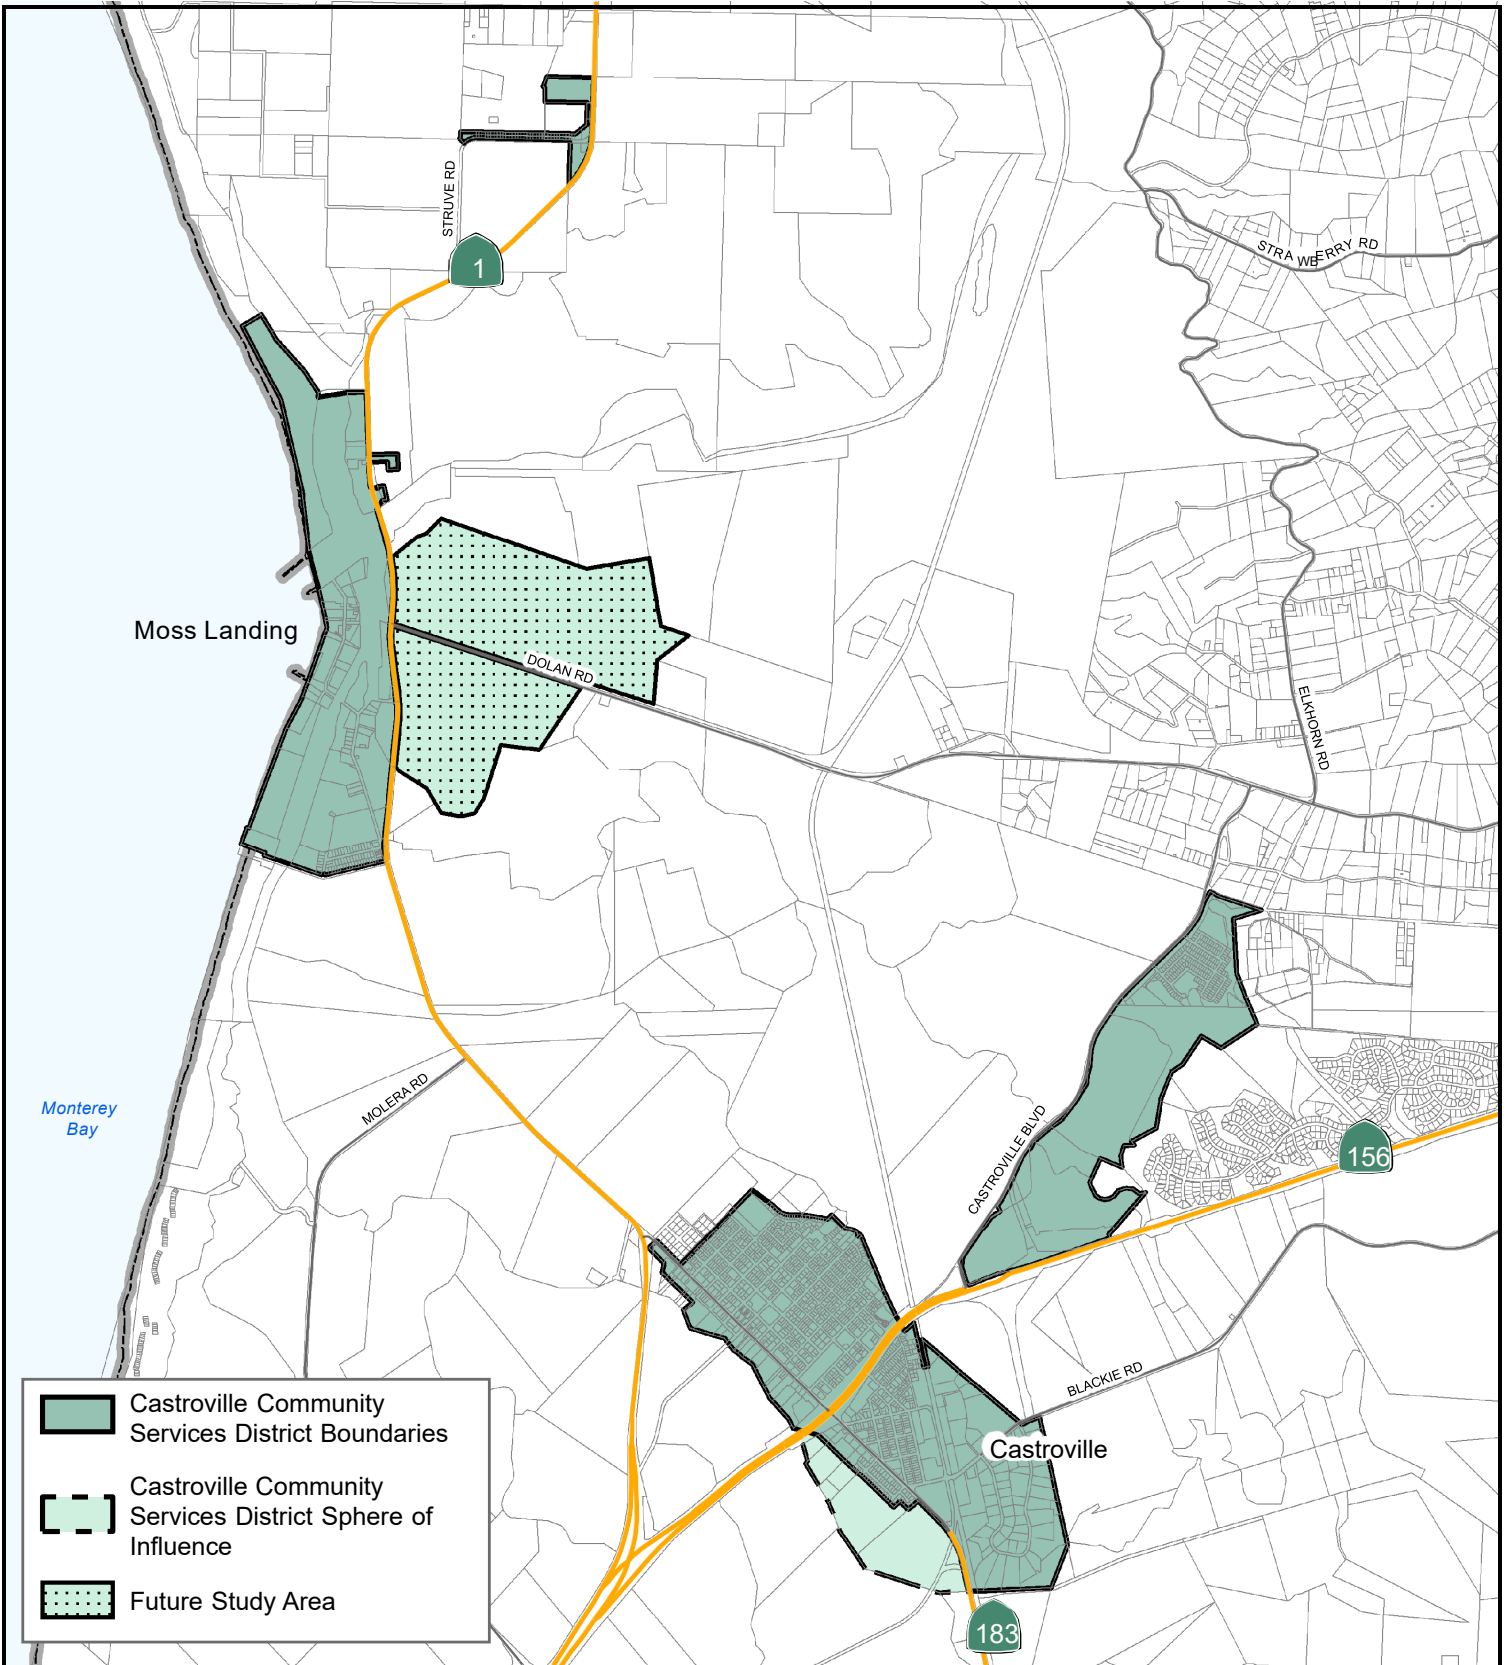 STRUVE RD
1
STRAWBERRY RD
Moss Landing
DOLAN RD
ELKHORN RD
Monterey
Bay
MOLERA RD
CASTROVILLE BLVD
156
BLACKIE RD
Castroville
183
Castroville Community
Services District Boundaries
Castroville Community
Services District Sphere of
Influence
Future Study Area